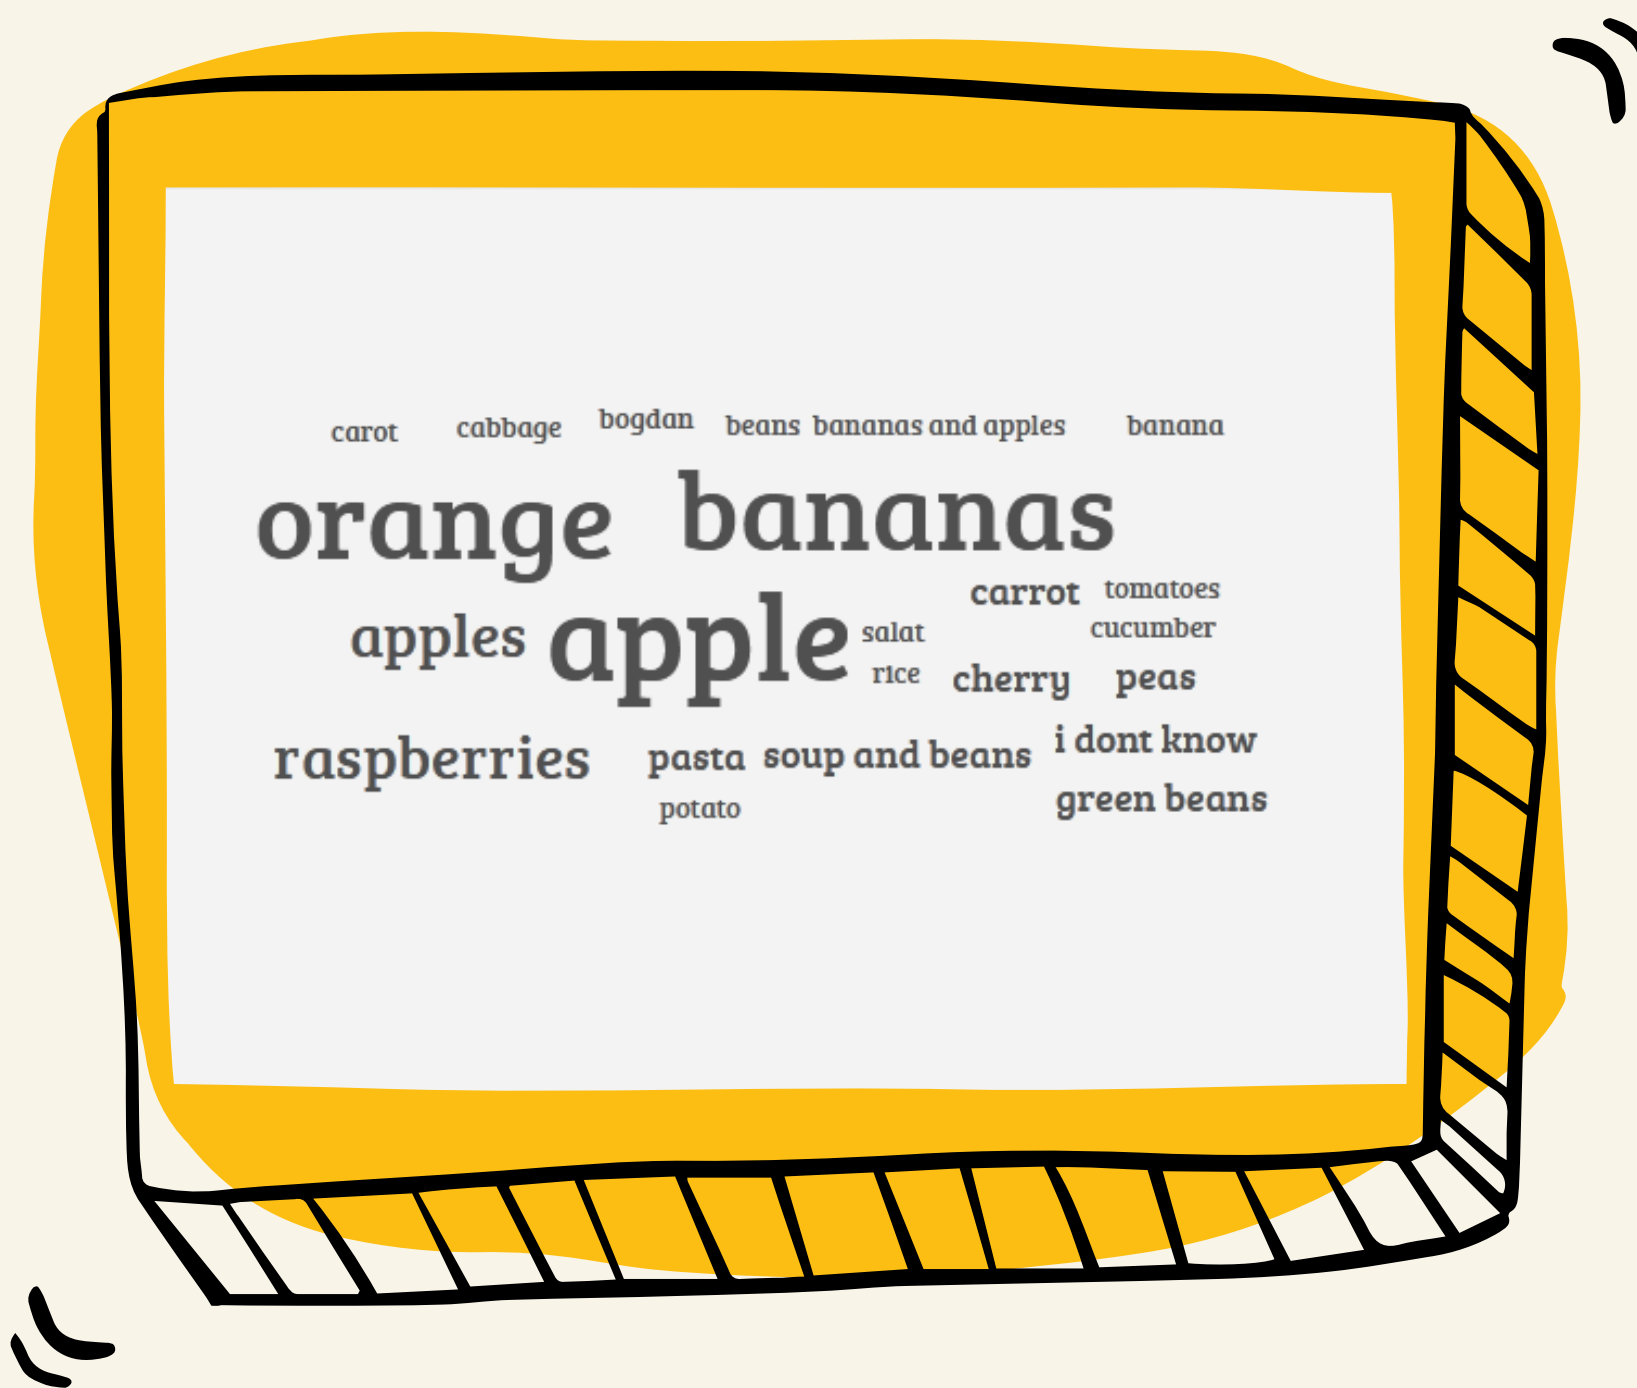 carot cabbage bogdan beans bananas and apples banana
orange bananas
carrot tomatoes
apples apple salat cucumber
rice cherry peas
raspberries pasta soup and beans i dont know
potato green beans